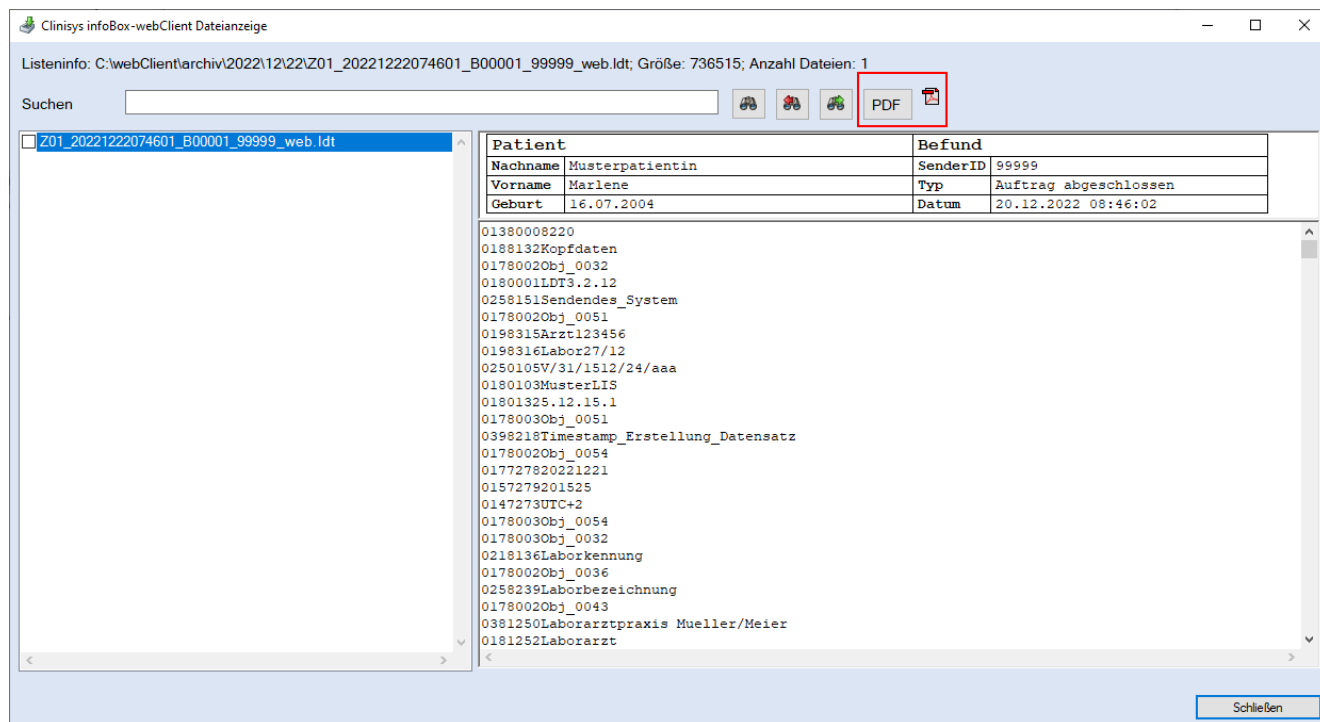 Clinisys infoBox-webClient Dateianzeige
Listeninfo: C:\webClient\archiv\2022\12\22\Z01_20221222074601_B00001_99999_web.ldt; Größe: 736515; Anzahl Dateien: 1
Suchen PDF
Z01_20221222074601_B00001_99999_web.ldt
Patient Befund
Nachname Musterpatientin SenderID 99999
Vorname Marlene Typ Auftrag abgeschlossen
Geburt 16.07.2004 Datum 20.12.2022 08:46:02
01380008220
0188132Kopfdaten
0178002Obj_0032
0180001LDT3.2.12
0258151Sendendes_System
0178002Obj_0051
0198315Arzt123456
0198316Labor27/12
0250105V/31/1512/24/aaa
0180103MusterLIS
01801325.12.15.1
0178003Obj_0051
0398218Timestamp_Erstellung_Datensatz
0178002Obj_0054
017727820221221
0157279201525
0147273UTC+2
0178003Obj_0054
0178003Obj_0032
0218136Laborkennung
0178002Obj_0036
0258239Laborbezeichnung
0178002Obj_0043
0381250Laborarztpraxis Mueller/Meier
0181252Laborarzt
Schließen